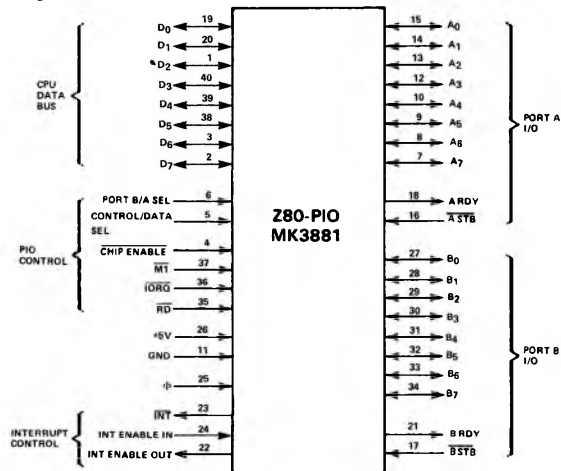 D0 19
D1 20
D2 1
D3 40
D4 39
D5 38
D6 3
D7 2
CPU
DATA
BUS
PORT B/A SEL 6
CONTROL/DATA 5
SEL
CHIP ENABLE 4
M1 37
IORQ 36
RD 35
PIO
CONTROL
+5V 26
GND 11
Φ 25
INT 23
INT ENABLE IN 24
INT ENABLE OUT 22
INTERRUPT
CONTROL
Z80-PIO
MK3881
15 A0
14 A1
13 A2
12 A3
10 A4
9 A5
8 A6
7 A7
18 ARDY
16 ASTB
PORT A
I/O
27 B0
28 B1
29 B2
30 B3
31 B4
32 B5
33 B6
34 B7
21 BRDY
17 BSTB
PORT B
I/O